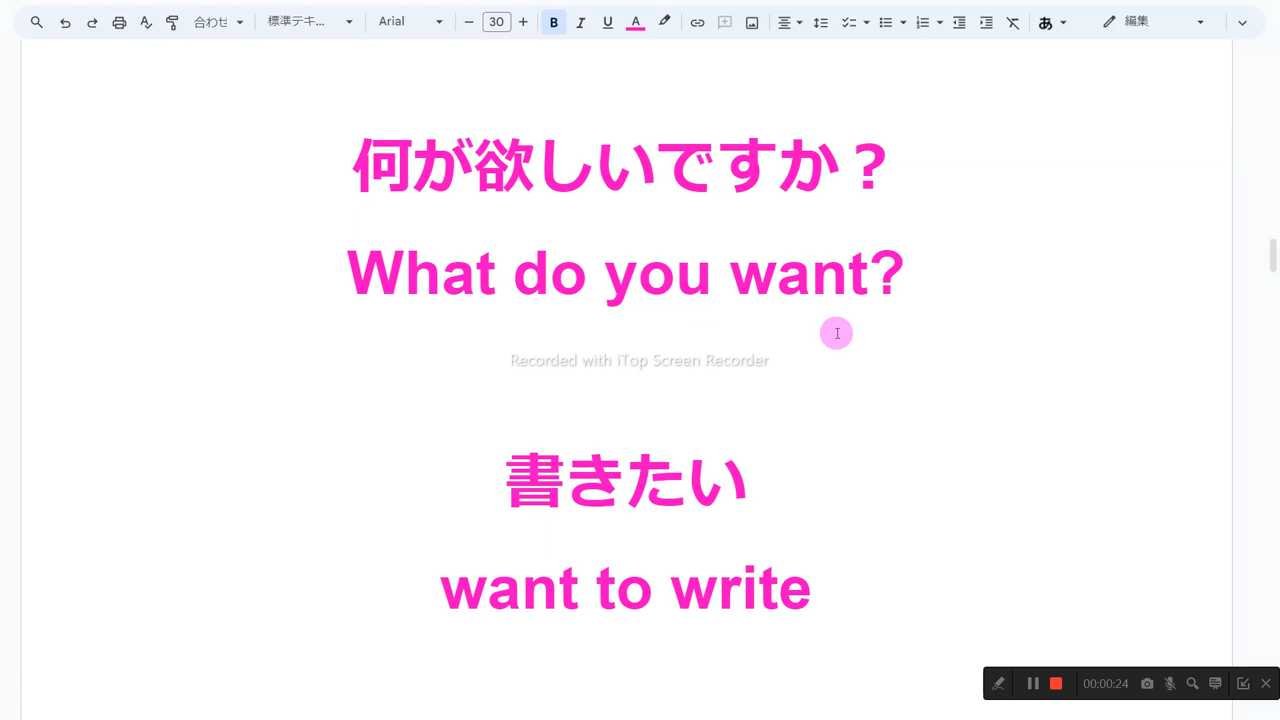 合わせ 標準テキ... Arial 30 B I U A あ 編集
何が欲しいですか？
What do you want?
Recorded with iTop Screen Recorder
書きたい
want to write
00:00:24